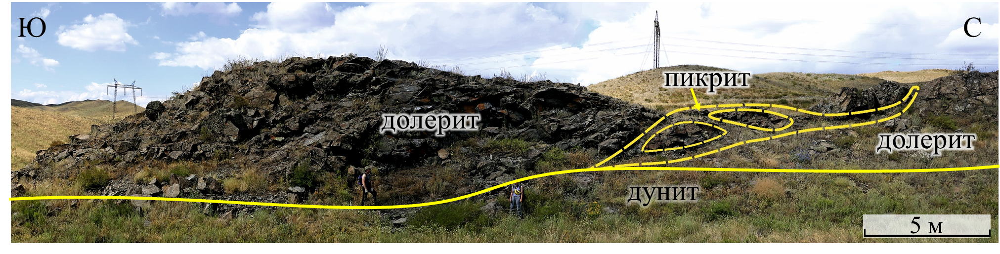 Ю
С
пикрит
долерит
долерит
дунит
5 м